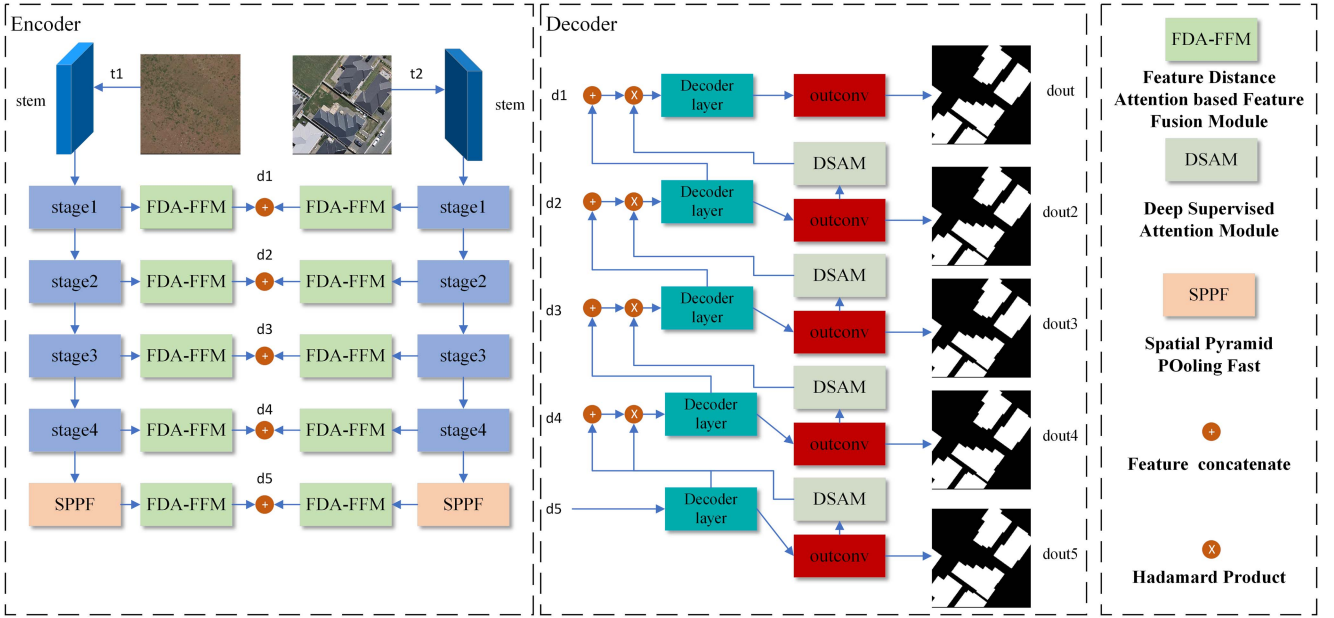 Encoder
t1
t2
stem
stem
d1
stage1
FDA-FFM
+
FDA-FFM
stage1
d2
stage2
FDA-FFM
+
FDA-FFM
stage2
d3
stage3
FDA-FFM
+
FDA-FFM
stage3
d4
stage4
FDA-FFM
+
FDA-FFM
stage4
d5
SPPF
FDA-FFM
+
FDA-FFM
SPPF
Decoder
d1
+
X
Decoder
layer
outconv
dout
DSAM
d2
+
X
Decoder
layer
outconv
dout2
DSAM
d3
+
X
Decoder
layer
outconv
dout3
DSAM
d4
+
X
Decoder
layer
outconv
dout4
DSAM
d5
Decoder
layer
outconv
dout5
FDA-FFM
Feature Distance
Attention based Feature
Fusion Module
DSAM
Deep Supervised
Attention Module
SPPF
Spatial Pyramid
POoling Fast
+
Feature concatenate
X
Hadamard Product